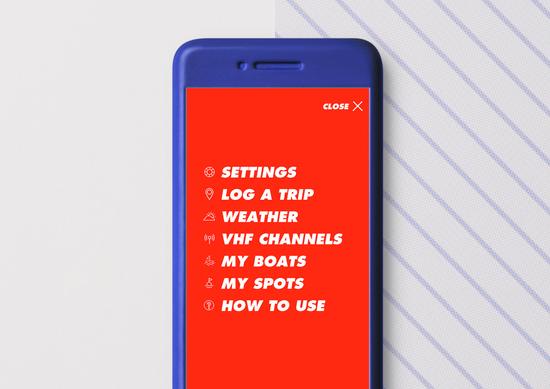 CLOSE
SETTINGS
LOG A TRIP
WEATHER
VHF CHANNELS
MY BOATS
MY SPOTS
HOW TO USE